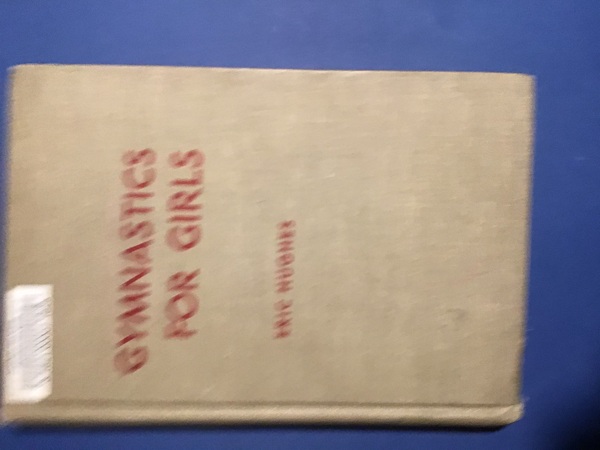 GYMNASTICS
FOR GIRLS
ERIC HUGHES